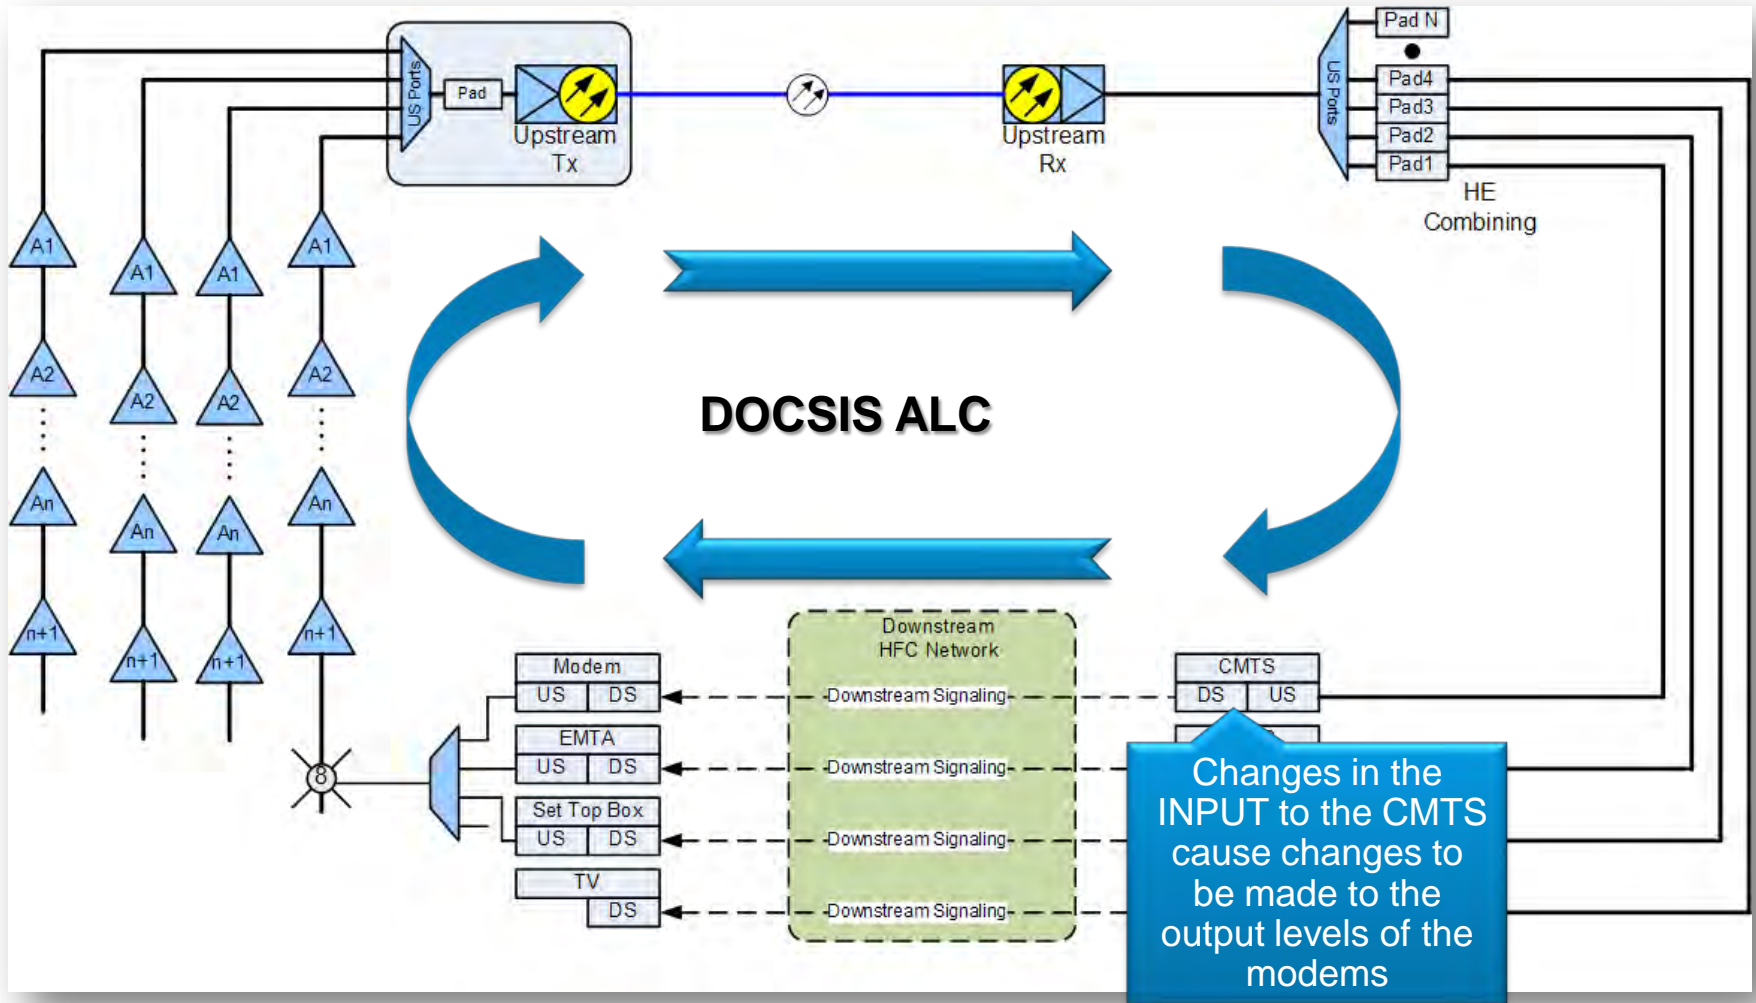 Pad N
US Ports
Pad
Upstream
Tx
Upstream
Rx
US Ports
Pad4
Pad3
Pad2
Pad1
HE
Combining
A1
A1
A1
A1
A2
A2
A2
A2
An
An
An
An
n+1
n+1
n+1
n+1
DOCSIS ALC
Downstream
HFC Network
Modem
US DS
Downstream Signaling
CMTS
DS US
EMTA
US DS
Downstream Signaling
8
Set Top Box
US DS
Downstream Signaling
TV
DS
Downstream Signaling
Changes in the
INPUT to the CMTS
cause changes to
be made to the
output levels of the
modems